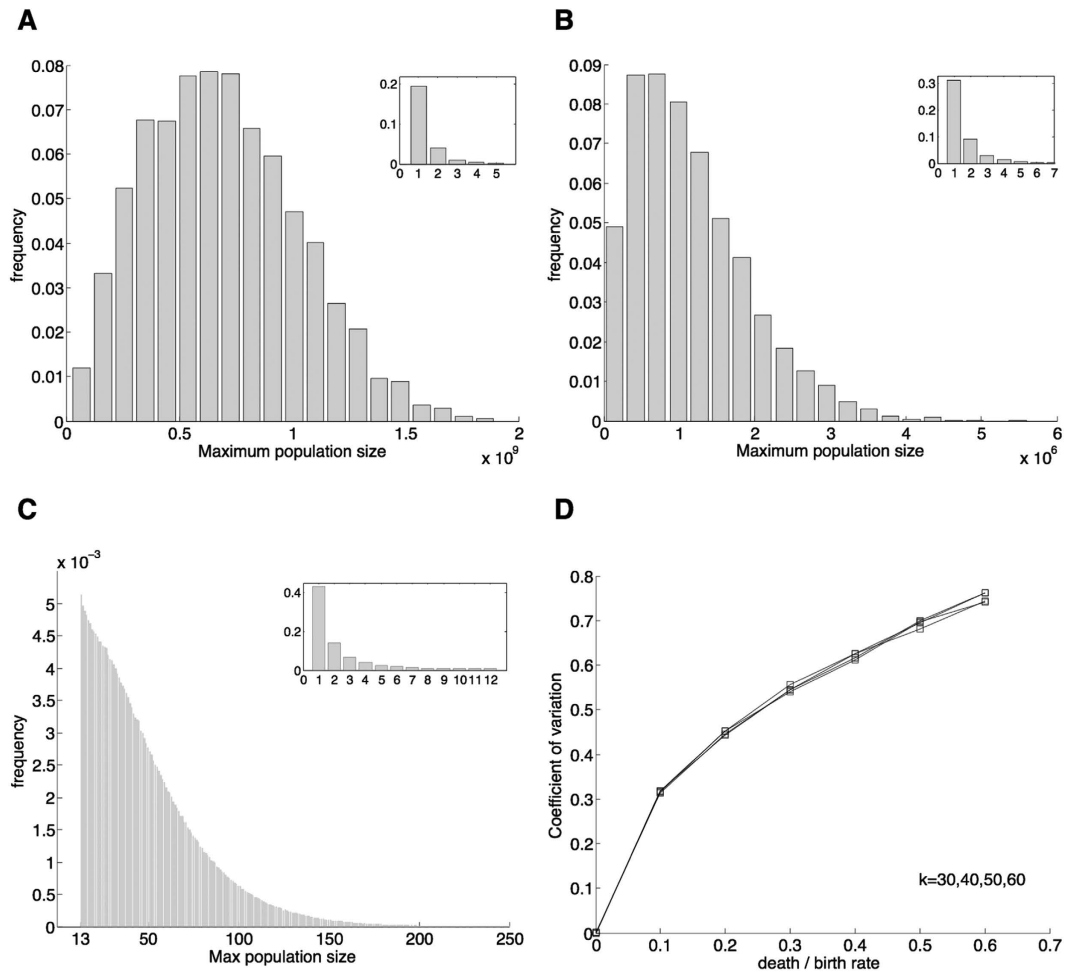 A
0.08
0.07
0.06
0.05
0.04
0.03
0.02
0.01
0
frequency
0 0.5 1 1.5 2
Maximum population size
x 10^9
0.2
0.1
0
0 1 2 3 4 5
B
0.09
0.08
0.07
0.06
0.05
0.04
0.03
0.02
0.01
0
frequency
0 1 2 3 4 5 6
Maximum population size
x 10^6
0.3
0.2
0.1
0
0 1 2 3 4 5 6 7
C
x 10^−3
5
4.5
4
3.5
3
2.5
2
1.5
1
0.5
0
frequency
13 50 100 150 200 250
Max population size
0.4
0.2
0
0 1 2 3 4 5 6 7 8 9 10 11 12
D
0.8
0.7
0.6
0.5
0.4
0.3
0.2
0.1
0
Coefficient of variation
0 0.1 0.2 0.3 0.4 0.5 0.6 0.7
death / birth rate
k=30,40,50,60